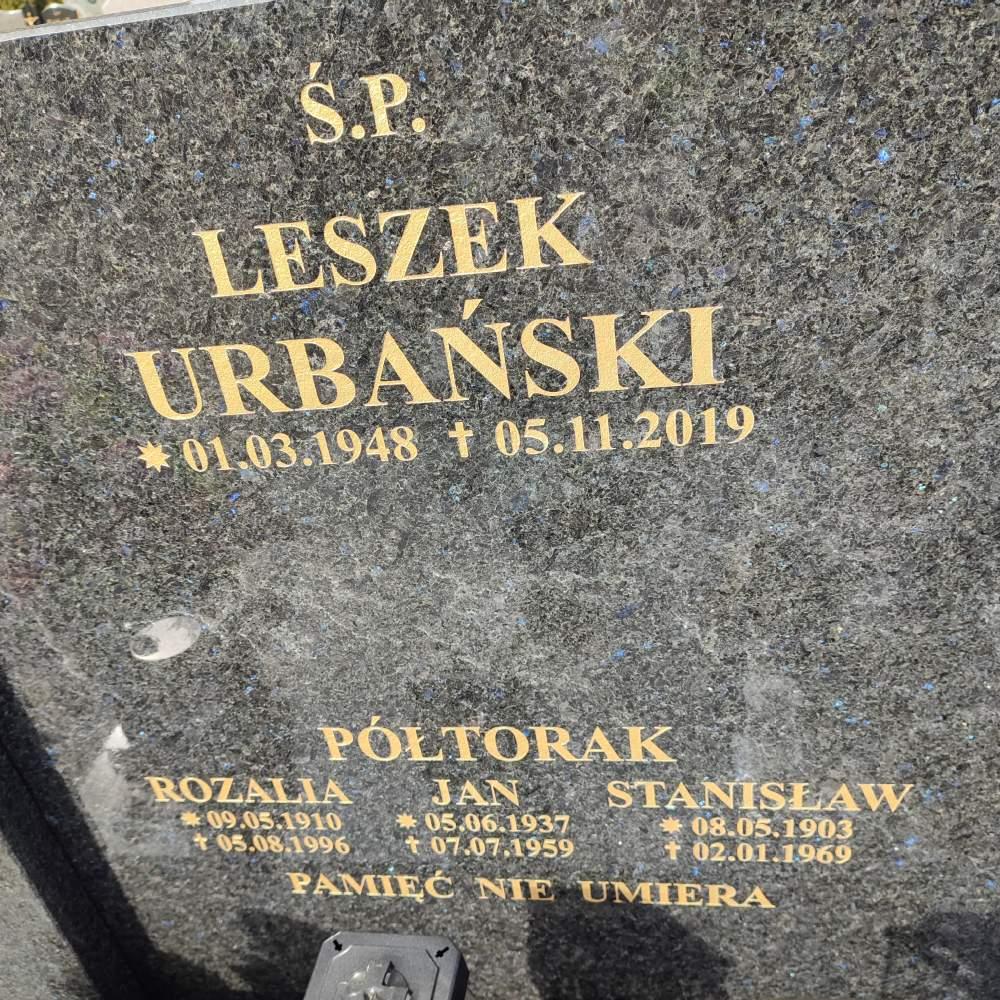 Ś.P.
LESZEK
URBAŃSKI
✷ 01.03.1948 ✝ 05.11.2019
PÓŁTORAK
ROZALIA JAN STANISŁAW
✷ 09.05.1910 ✷ 05.06.1937 ✷ 08.05.1903
✝ 05.08.1996 ✝ 07.07.1959 ✝ 02.01.1969
PAMIĘĆ NIE UMIERA